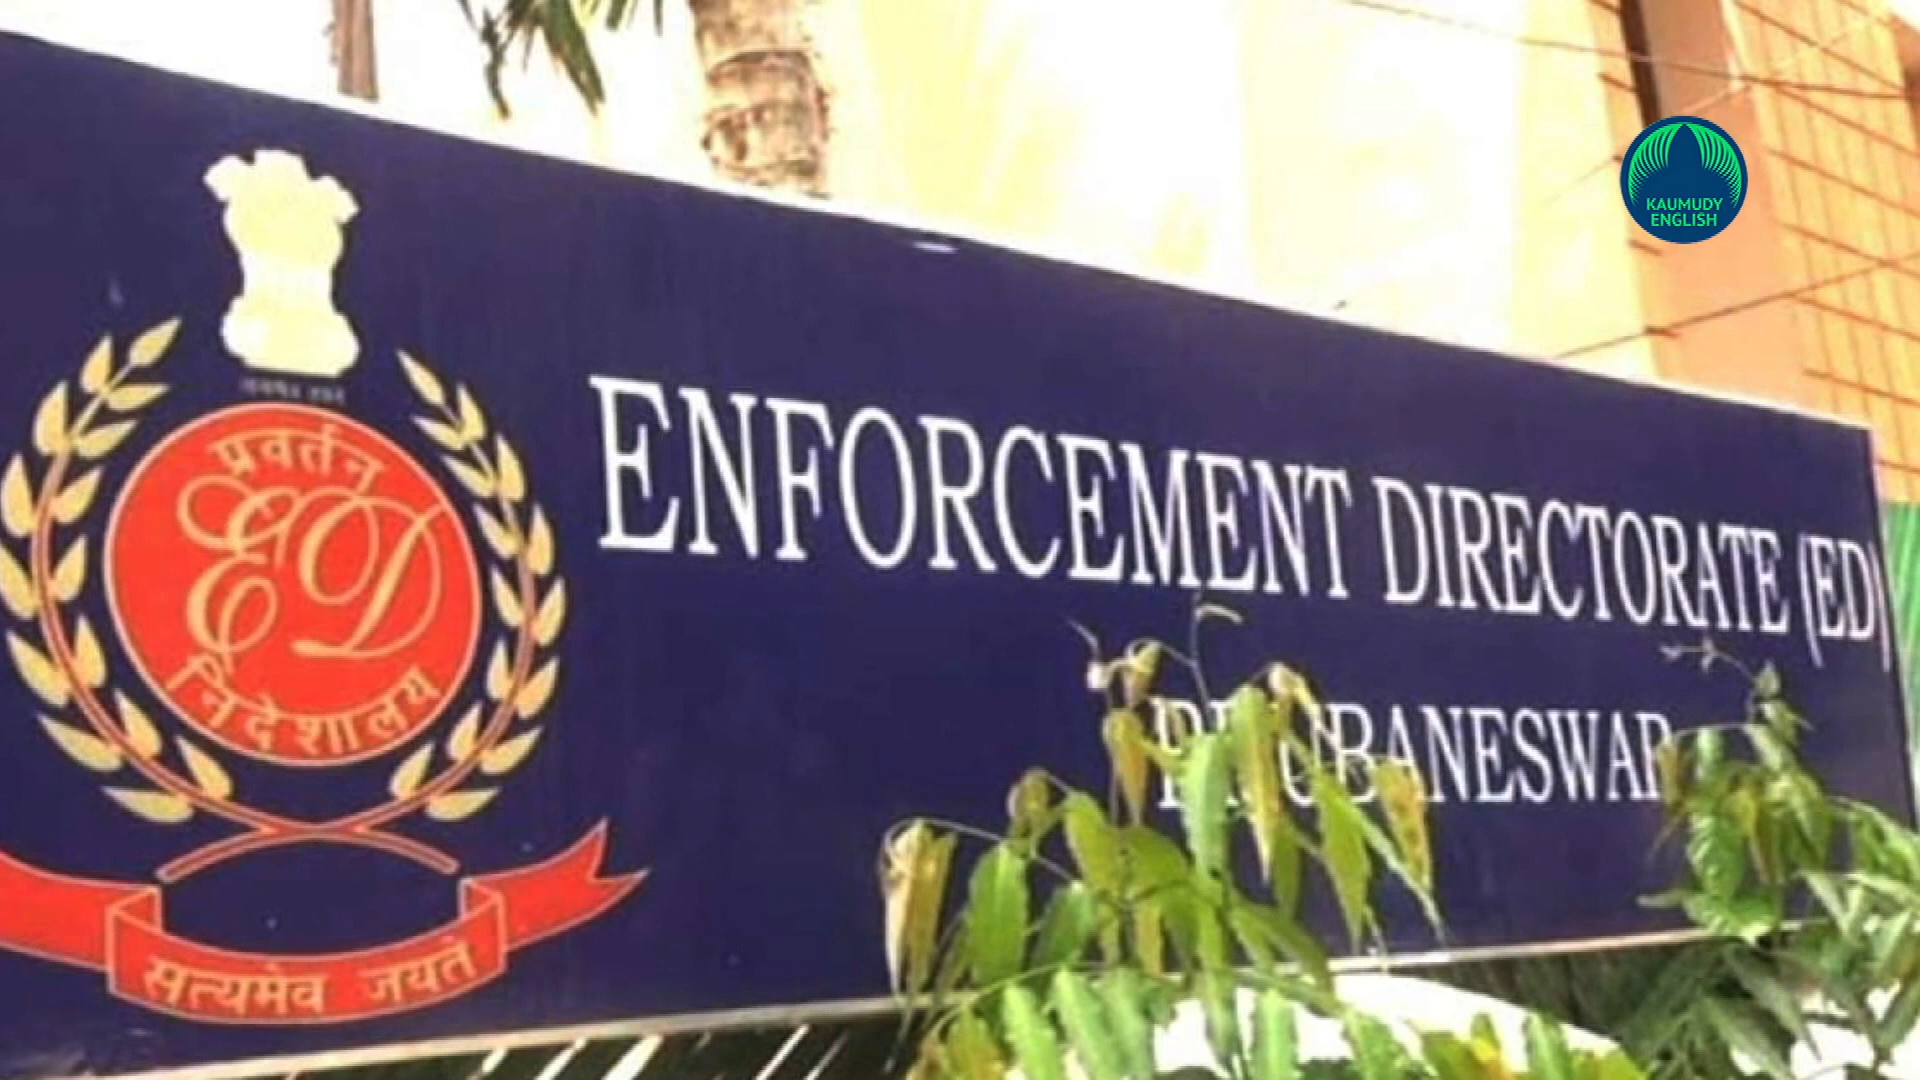 KAUMUDY
ENGLISH
प्रवर्तन
ED
निदेशालय
सत्यमेव जयते
ENFORCEMENT DIRECTORATE (ED)
BHUBANESWAR